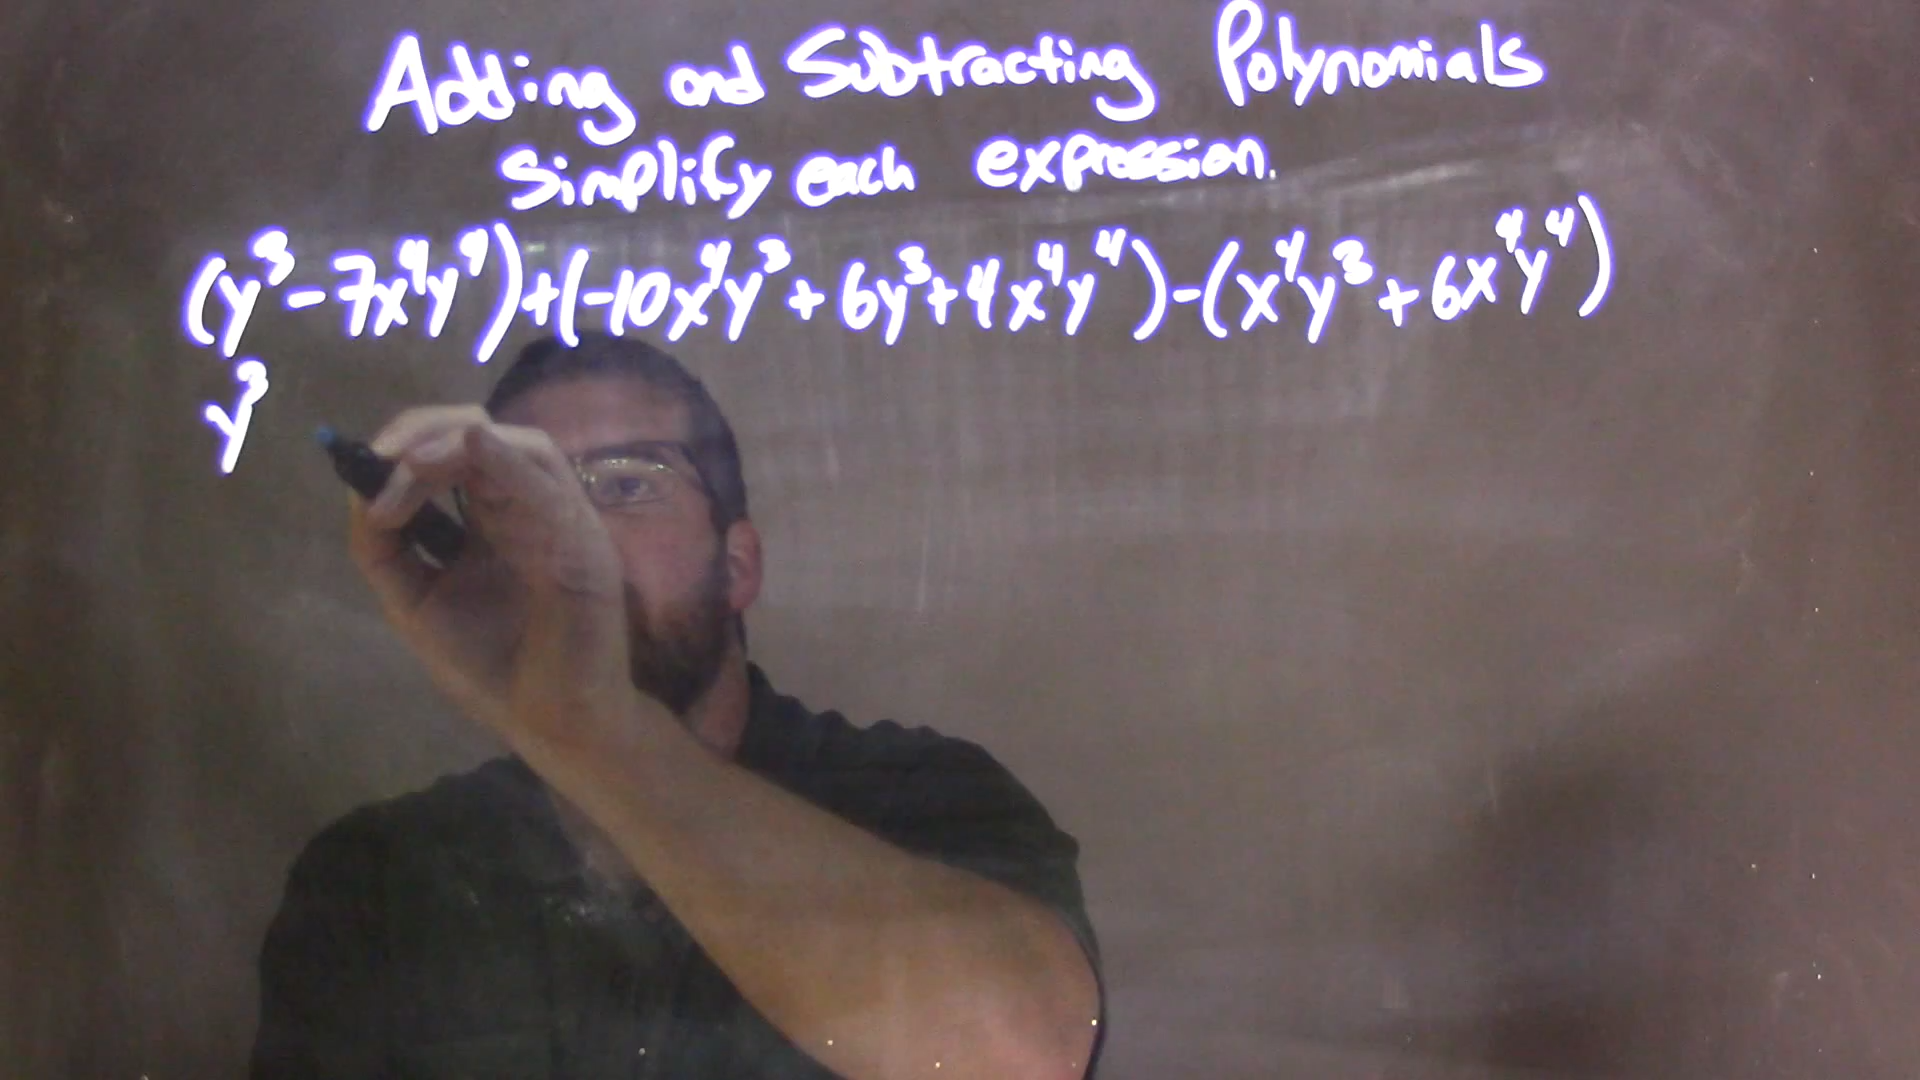 Adding and Subtracting Polynomials
Simplify each expression.
(y³-7x⁴y⁴)+(-10x⁴y³+6y³+4x⁴y⁴)-(x⁴y³+6x⁴y⁴)
y³